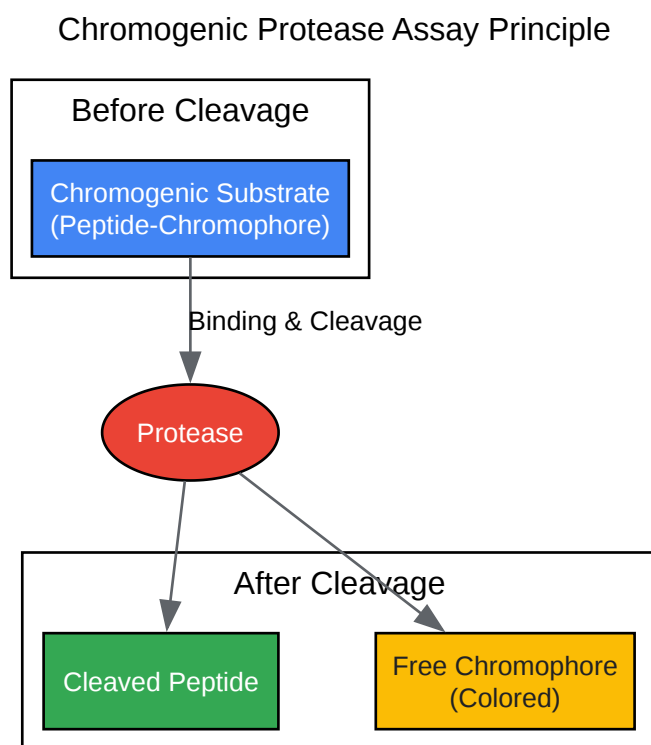 Chromogenic Protease Assay Principle
Before Cleavage
Chromogenic Substrate
(Peptide-Chromophore)
Binding & Cleavage
Protease
After Cleavage
Cleaved Peptide
Free Chromophore
(Colored)